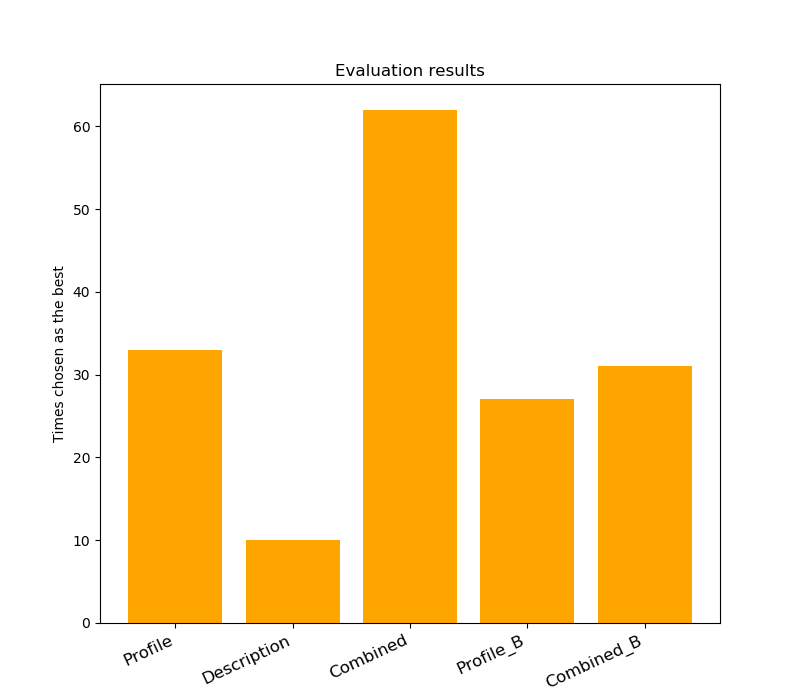 Evaluation results
Times chosen as the best
60
50
40
30
20
10
0
Profile
Description
Combined
Profile_B
Combined_B